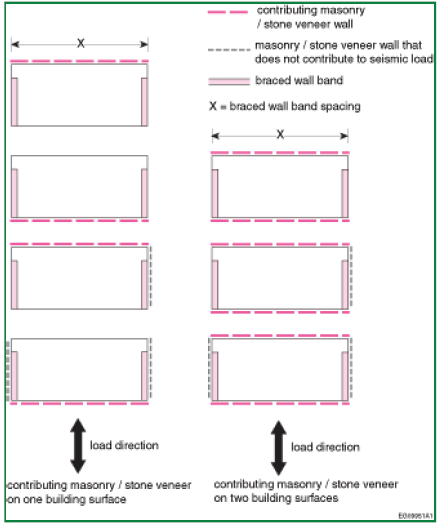 contributing masonry
/ stone veneer wall
masonry / stone veneer wall that
does not contribute to seismic load
braced wall band
X = braced wall band spacing
X
X
load direction
load direction
contributing masonry / stone veneer
on one building surface
contributing masonry / stone veneer
on two building surfaces
EG09951A1